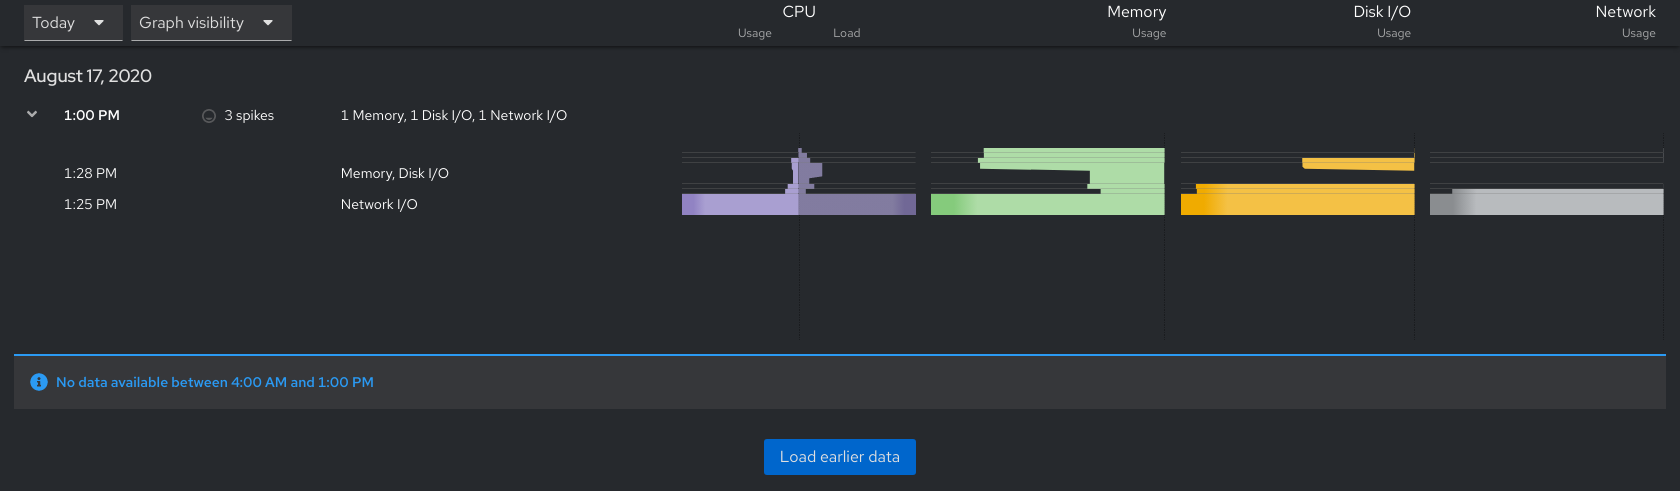 Today
Graph visibility
CPU
Memory
Disk I/O
Network
Usage
Load
Usage
Usage
Usage
August 17, 2020
1:00 PM
3 spikes
1 Memory, 1 Disk I/O, 1 Network I/O
1:28 PM
Memory, Disk I/O
1:25 PM
Network I/O
No data available between 4:00 AM and 1:00 PM
Load earlier data